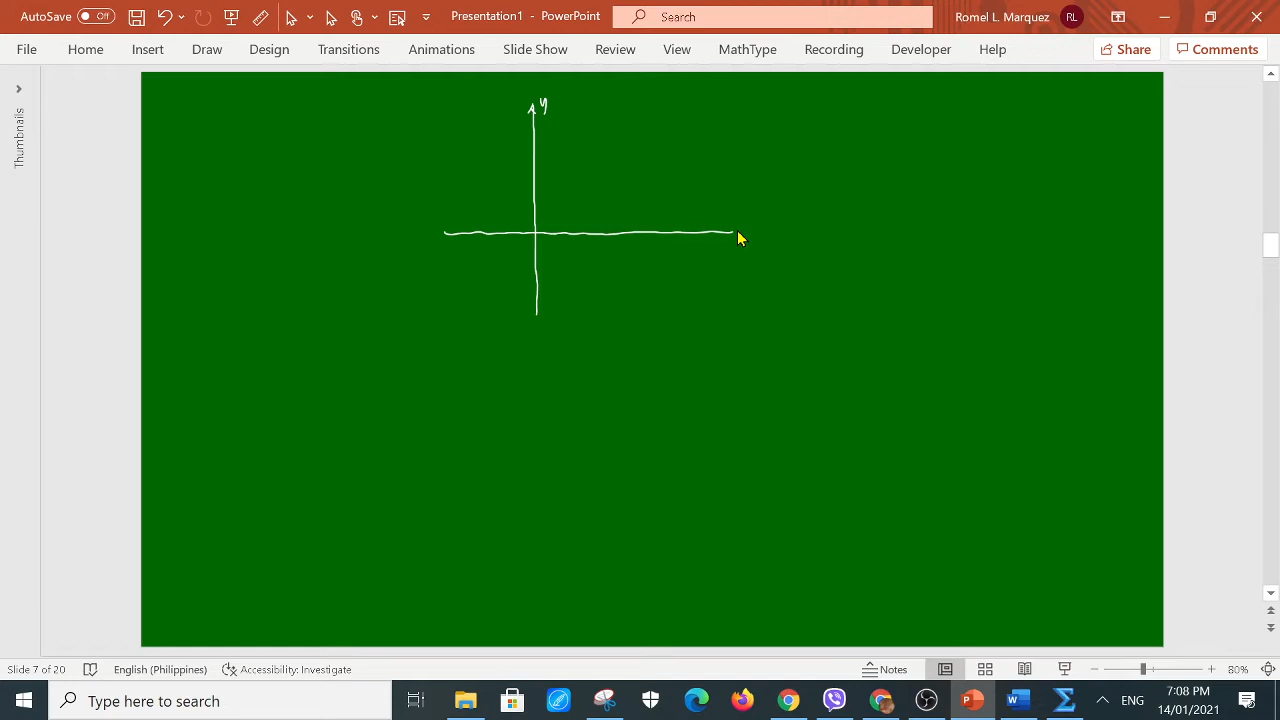 AutoSave Off Presentation1 - PowerPoint Search Romel L. Marquez RL
File Home Insert Draw Design Transitions Animations Slide Show Review View MathType Recording Developer Help Share Comments
Thumbnails
y
Slide 7 of 20 English (Philippines) Accessibility: Investigate Notes 80%
Type here to search ENG 7:08 PM
14/01/2021